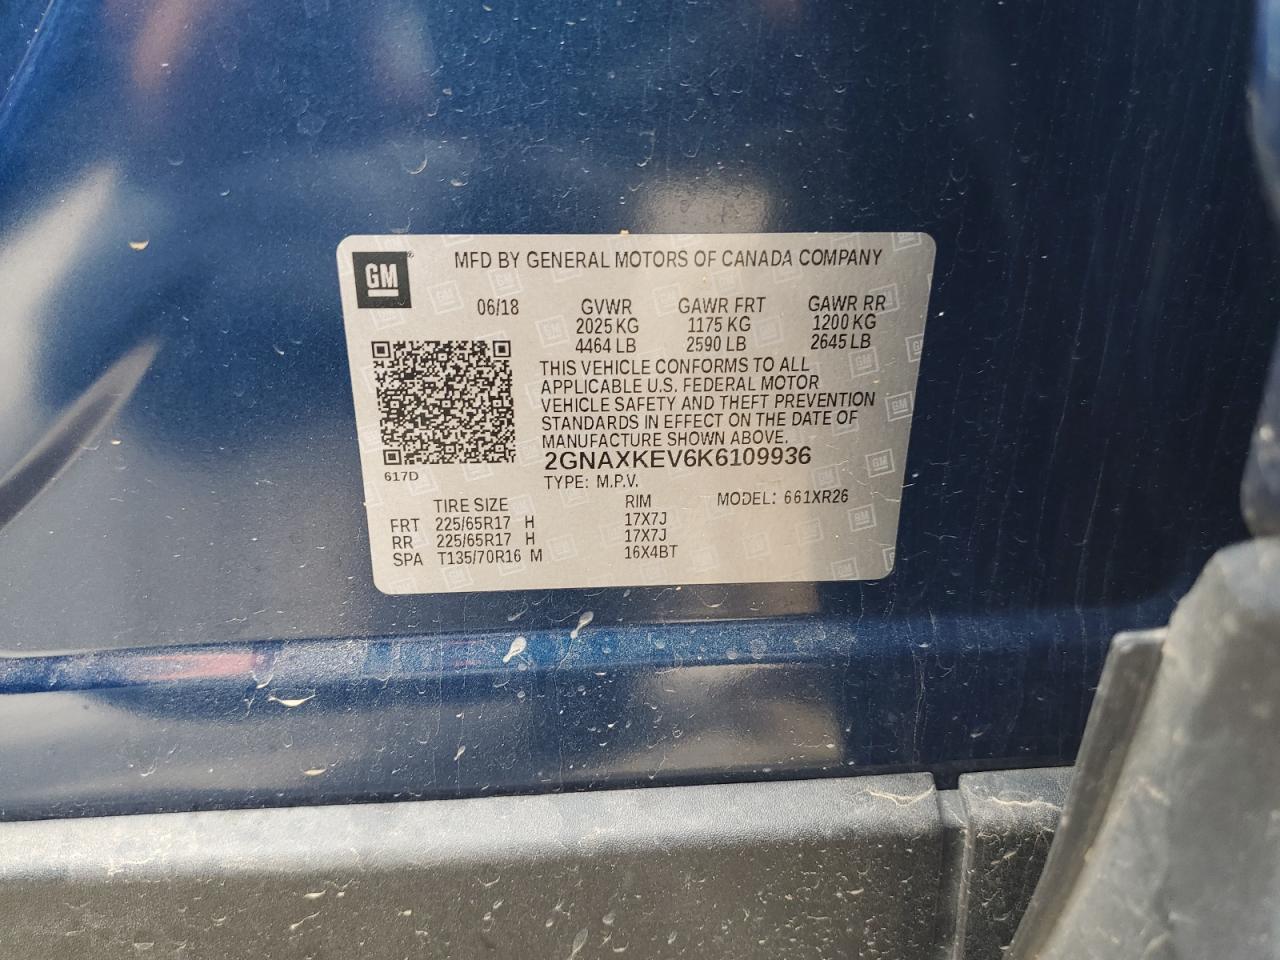 GM
MFD BY GENERAL MOTORS OF CANADA COMPANY
06/18 GVWR GAWR FRT GAWR RR
2025 KG 1175 KG 1200 KG
4464 LB 2590 LB 2645 LB
THIS VEHICLE CONFORMS TO ALL
APPLICABLE U.S. FEDERAL MOTOR
VEHICLE SAFETY AND THEFT PREVENTION
STANDARDS IN EFFECT ON THE DATE OF
MANUFACTURE SHOWN ABOVE.
2GNAXKEV6K6109936
617D
TYPE: M.P.V.
TIRE SIZE RIM MODEL: 661XR26
FRT 225/65R17 H 17X7J
RR 225/65R17 H 17X7J
SPA T135/70R16 M 16X4BT